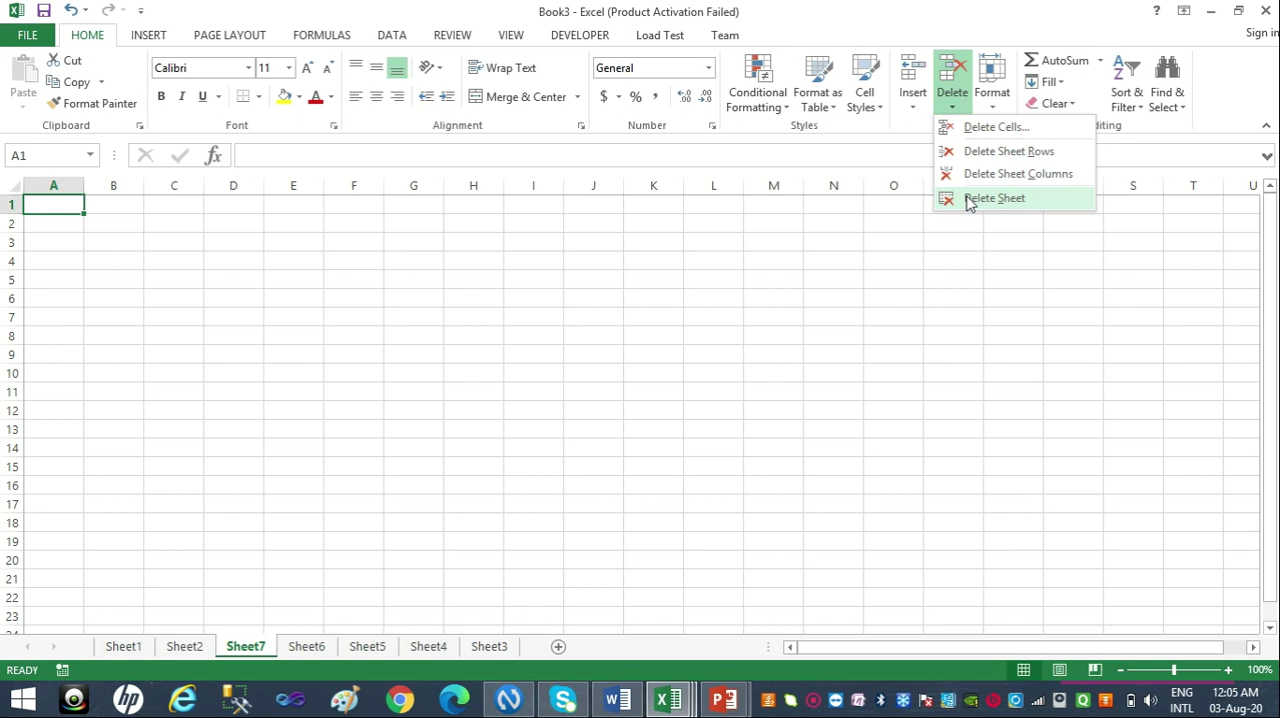 Book3 - Excel (Product Activation Failed)
FILE HOME INSERT PAGE LAYOUT FORMULAS DATA REVIEW VIEW DEVELOPER Load Test Team Sign in
Paste
Cut
Copy
Format Painter
Clipboard
Calibri 11
B I U A
Font
Wrap Text
Merge & Center
Alignment
General
$ % ,
Number
Conditional Formatting
Format as Table
Cell Styles
Styles
Insert Delete Format
AutoSum
Fill
Clear
Sort & Filter
Find & Select
Delete Cells...
Delete Sheet Rows
Delete Sheet Columns
Delete Sheet
A1 fx
A B C D E F G H I J K L M N O S T U
1
2
3
4
5
6
7
8
9
10
11
12
13
14
15
16
17
18
19
20
21
22
23
Sheet1 Sheet2 Sheet7 Sheet6 Sheet5 Sheet4 Sheet3
READY 100%
ENG 12:05 AM
INTL 03-Aug-20